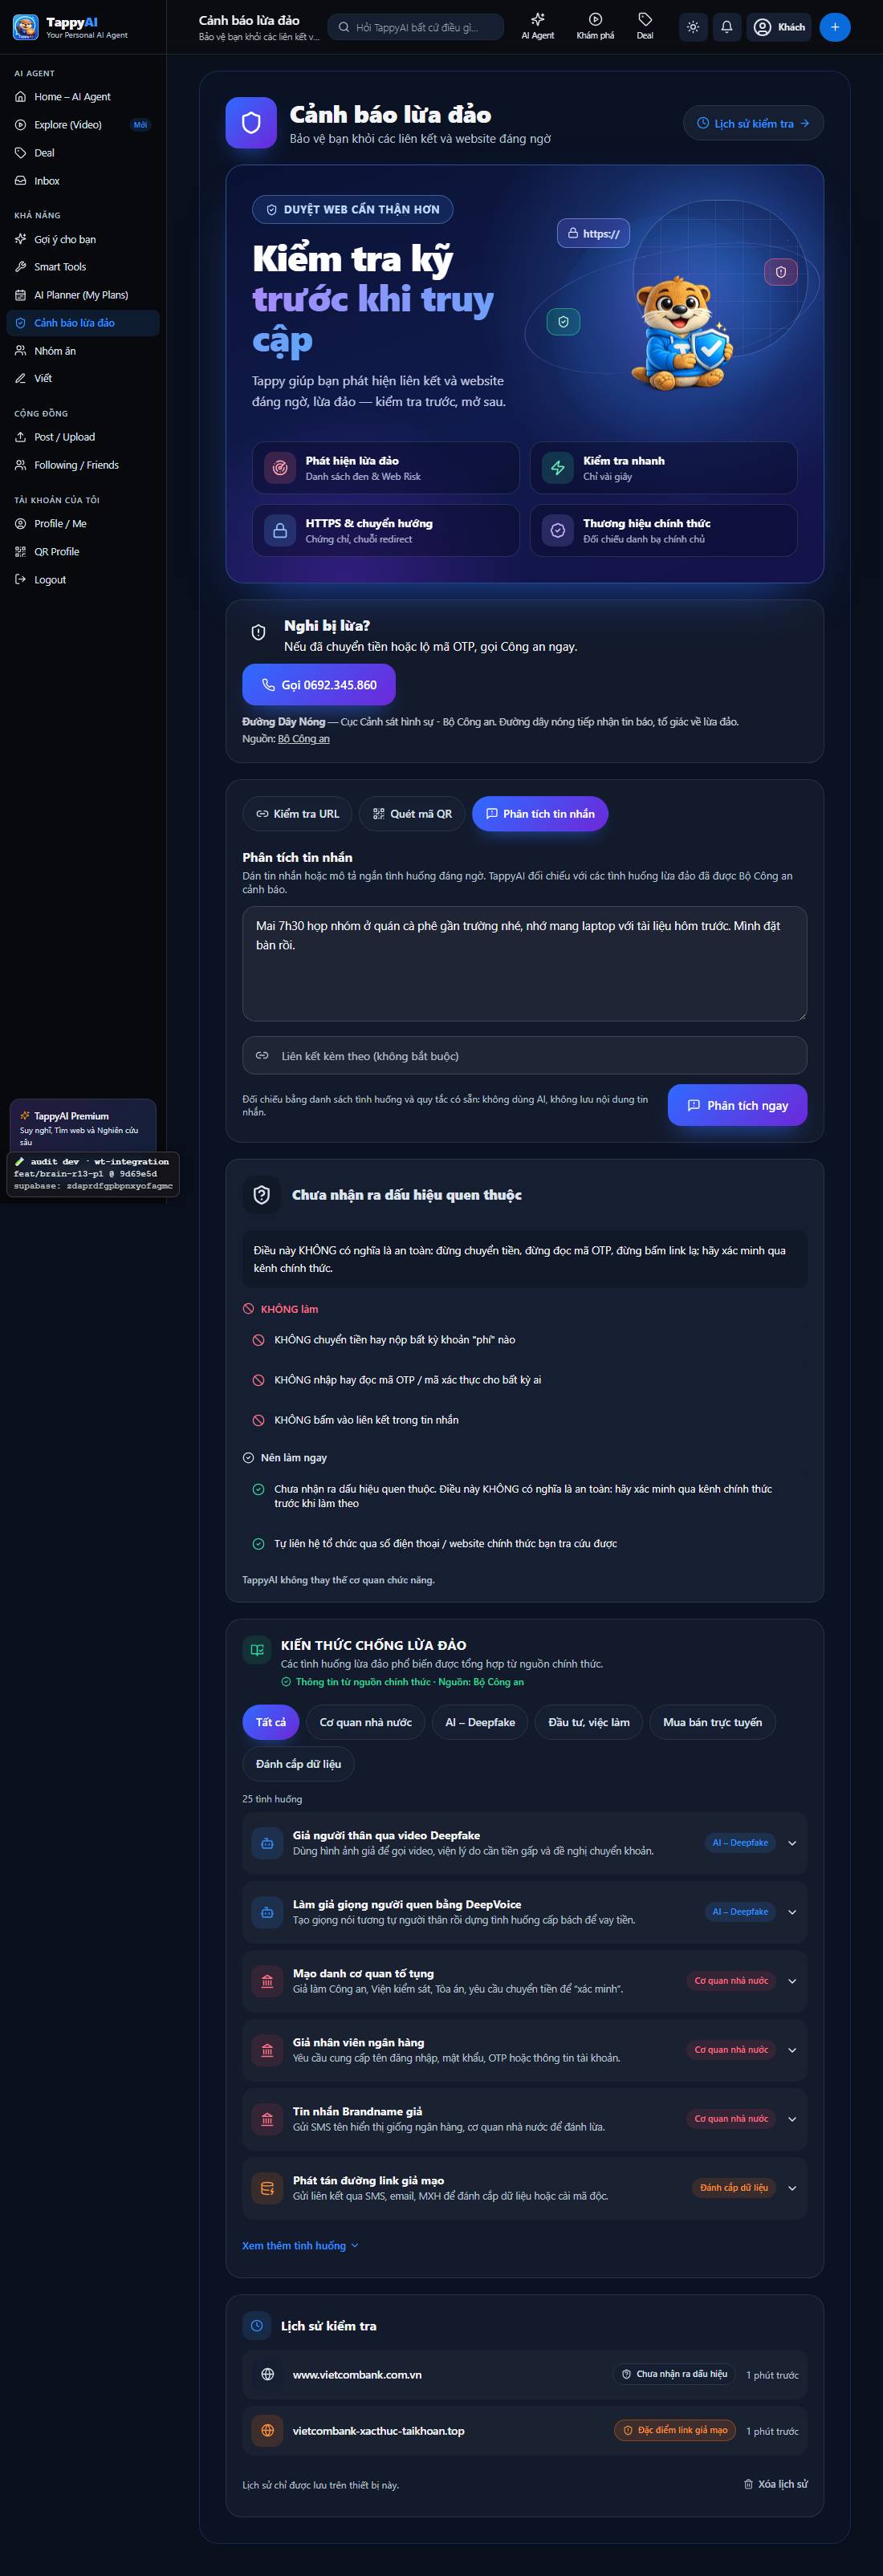 TappyAI
Your Personal AI Agent
Cảnh báo lừa đảo
Bảo vệ bạn khỏi các liên kết v...
Hỏi TappyAI bất cứ điều gì...
AI Agent
Khám phá
Deal
Khách
AI AGENT
Home – AI Agent
Explore (Video)
Mới
Deal
Inbox
KHẢ NĂNG
Gợi ý cho bạn
Smart Tools
AI Planner (My Plans)
Cảnh báo lừa đảo
Nhóm ăn
Viết
CỘNG ĐỒNG
Post / Upload
Following / Friends
TÀI KHOẢN CỦA TÔI
Profile / Me
QR Profile
Logout
TappyAI Premium
Suy nghĩ, Tìm web và Nghiên cứu
sâu
audit dev · wt-integration
feat/brain-r13-p1 @ 9d69e5d
supabase: zdaprdfgpbpnxyofagmc
Cảnh báo lừa đảo
Bảo vệ bạn khỏi các liên kết và website đáng ngờ
Lịch sử kiểm tra
DUYỆT WEB CẨN THẬN HƠN
Kiểm tra kỹ
trước khi truy
cập
Tappy giúp bạn phát hiện liên kết và website
đáng ngờ, lừa đảo — kiểm tra trước, mở sau.
https://
Phát hiện lừa đảo
Danh sách đen & Web Risk
Kiểm tra nhanh
Chỉ vài giây
HTTPS & chuyển hướng
Chứng chỉ, chuỗi redirect
Thương hiệu chính thức
Đối chiếu danh bạ chính chủ
Nghi bị lừa?
Nếu đã chuyển tiền hoặc lộ mã OTP, gọi Công an ngay.
Gọi 0692.345.860
Đường Dây Nóng — Cục Cảnh sát hình sự - Bộ Công an. Đường dây nóng tiếp nhận tin báo, tố giác về lừa đảo.
Nguồn: Bộ Công an
Kiểm tra URL
Quét mã QR
Phân tích tin nhắn
Phân tích tin nhắn
Dán tin nhắn hoặc mô tả ngắn tình huống đáng ngờ. TappyAI đối chiếu với các tình huống lừa đảo đã được Bộ Công an
cảnh báo.
Mai 7h30 họp nhóm ở quán cà phê gần trường nhé, nhớ mang laptop với tài liệu hôm trước. Mình đặt
bàn rồi.
Liên kết kèm theo (không bắt buộc)
Đối chiếu bằng danh sách tình huống và quy tắc có sẵn: không dùng AI, không lưu nội dung tin
nhắn.
Phân tích ngay
Chưa nhận ra dấu hiệu quen thuộc
Điều này KHÔNG có nghĩa là an toàn: đừng chuyển tiền, đừng đọc mã OTP, đừng bấm link lạ; hãy xác minh qua
kênh chính thức.
KHÔNG làm
KHÔNG chuyển tiền hay nộp bất kỳ khoản "phí" nào
KHÔNG nhập hay đọc mã OTP / mã xác thực cho bất kỳ ai
KHÔNG bấm vào liên kết trong tin nhắn
Nên làm ngay
Chưa nhận ra dấu hiệu quen thuộc. Điều này KHÔNG có nghĩa là an toàn: hãy xác minh qua kênh chính thức
trước khi làm theo
Tự liên hệ tổ chức qua số điện thoại / website chính thức bạn tra cứu được
TappyAI không thay thế cơ quan chức năng.
KIẾN THỨC CHỐNG LỪA ĐẢO
Các tình huống lừa đảo phổ biến được tổng hợp từ nguồn chính thức.
Thông tin từ nguồn chính thức · Nguồn: Bộ Công an
Tất cả
Cơ quan nhà nước
AI – Deepfake
Đầu tư, việc làm
Mua bán trực tuyến
Đánh cắp dữ liệu
25 tình huống
Giả người thân qua video Deepfake
Dùng hình ảnh giả để gọi video, viện lý do cần tiền gấp và đề nghị chuyển khoản.
AI – Deepfake
Làm giả giọng người quen bằng DeepVoice
Tạo giọng nói tương tự người thân rồi dựng tình huống cấp bách để vay tiền.
AI – Deepfake
Mạo danh cơ quan tố tụng
Giả làm Công an, Viện kiểm sát, Tòa án, yêu cầu chuyển tiền để “xác minh”.
Cơ quan nhà nước
Giả nhân viên ngân hàng
Yêu cầu cung cấp tên đăng nhập, mật khẩu, OTP hoặc thông tin tài khoản.
Cơ quan nhà nước
Tin nhắn Brandname giả
Gửi SMS tên hiển thị giống ngân hàng, cơ quan nhà nước để đánh lừa.
Cơ quan nhà nước
Phát tán đường link giả mạo
Gửi liên kết qua SMS, email, MXH để đánh cắp dữ liệu hoặc cài mã độc.
Đánh cắp dữ liệu
Xem thêm tình huống
Lịch sử kiểm tra
www.vietcombank.com.vn
Chưa nhận ra dấu hiệu
1 phút trước
vietcombank-xacthuc-taikhoan.top
Đặc điểm link giả mạo
1 phút trước
Lịch sử chỉ được lưu trên thiết bị này.
Xóa lịch sử